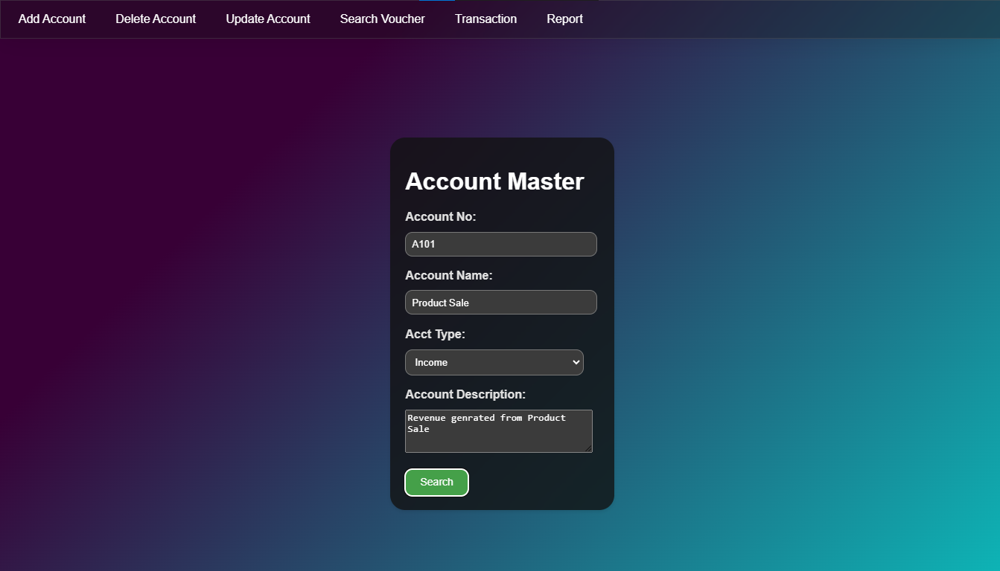 Add Account Delete Account Update Account Search Voucher Transaction Report
Account Master
Account No:
A101
Account Name:
Product Sale
Acct Type:
Income
Account Description:
Revenue genrated from Product
Sale
Search